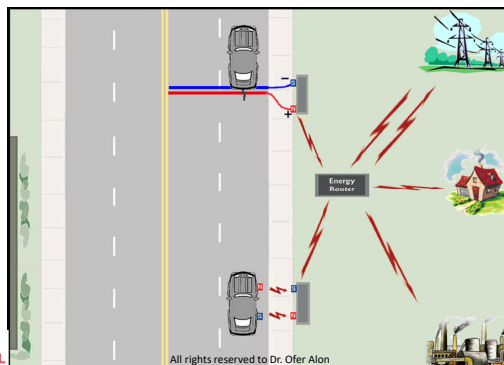 −
S
N
+
Energy
Router
N
S
S
N
L
All rights reserved to Dr. Ofer Alon